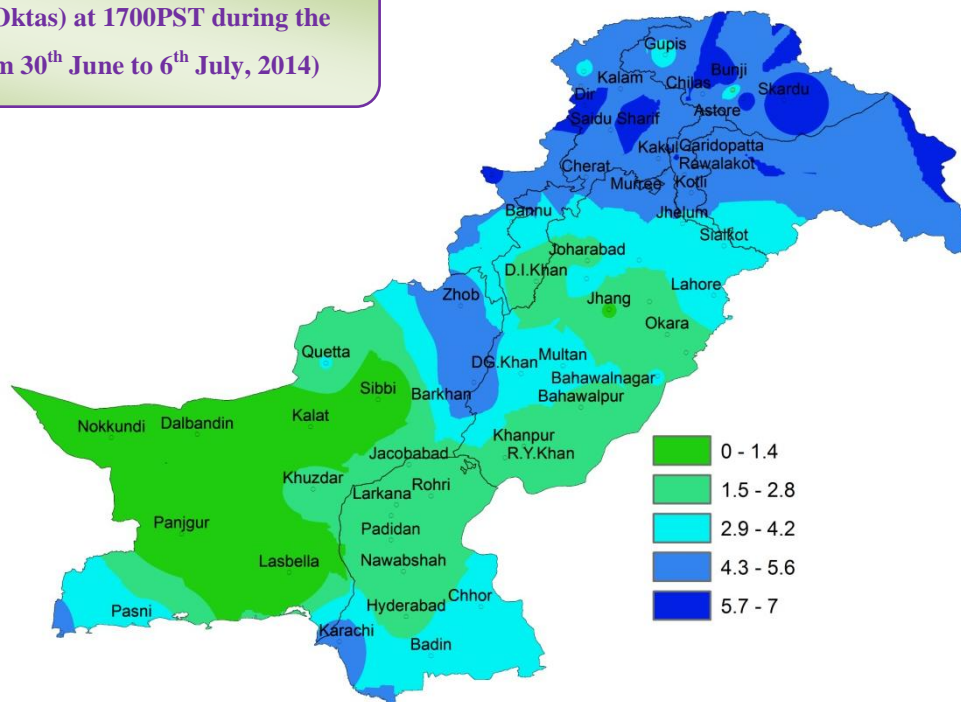 Oktas) at 1700PST during the
m 30th June to 6th July, 2014)
Gupis
Bunji
Kalam
Chilas
Skardu
Dir
Astore
Saidu Sharif
Kakul
Garidopatta
Rawalakot
Cherat
Murree
Kotli
Bannu
Jhelum
Sialkot
Joharabad
D.I.Khan
Lahore
Zhob
Jhang
Okara
Quetta
DG.Khan
Multan
Bahawalnagar
Sibbi
Barkhan
Bahawalpur
Kalat
Nokkundi
Dalbandin
Khanpur
R.Y.Khan
Jacobabad
Khuzdar
Larkana
Rohri
Panjgur
Padidan
Lasbella
Nawabshah
Pasni
Hyderabad
Chhor
Karachi
Badin
0 - 1.4
1.5 - 2.8
2.9 - 4.2
4.3 - 5.6
5.7 - 7